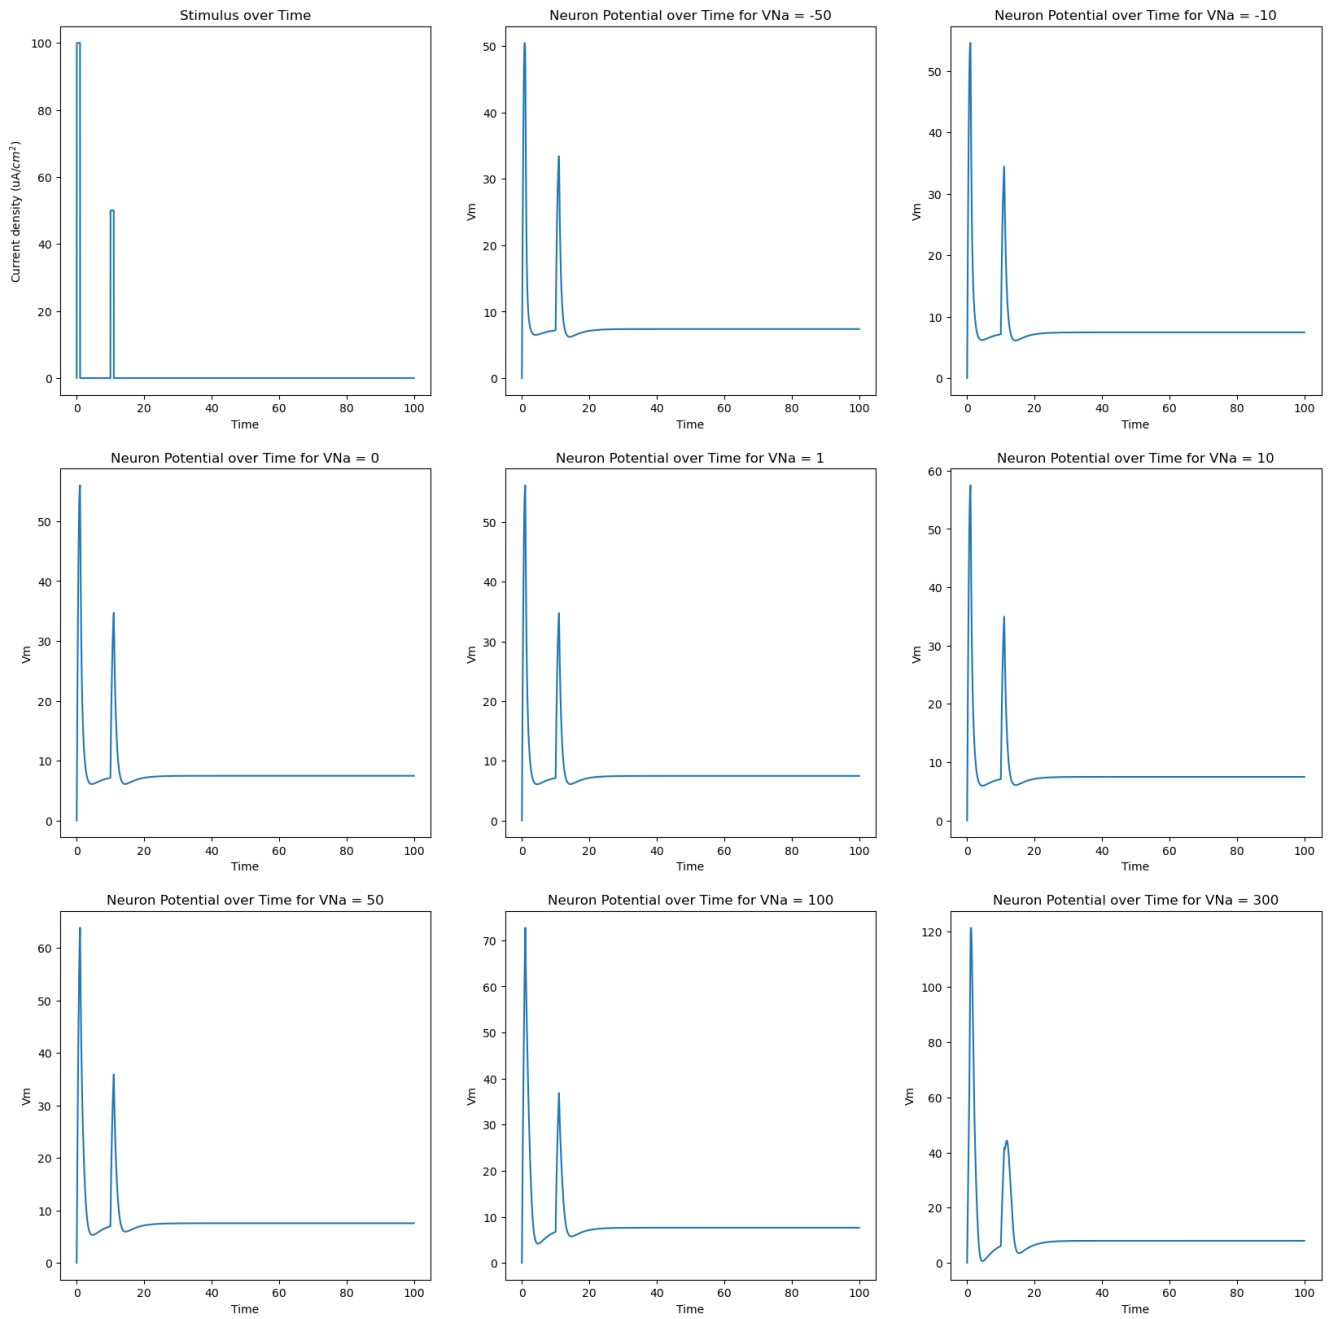 Stimulus over Time
Current density (uA/cm²)
100
80
60
40
20
0
0 20 40 60 80 100
Time
Neuron Potential over Time for VNa = -50
Vm
50
40
30
20
10
0
0 20 40 60 80 100
Time
Neuron Potential over Time for VNa = -10
Vm
50
40
30
20
10
0
0 20 40 60 80 100
Time
Neuron Potential over Time for VNa = 0
Vm
50
40
30
20
10
0
0 20 40 60 80 100
Time
Neuron Potential over Time for VNa = 1
Vm
50
40
30
20
10
0
0 20 40 60 80 100
Time
Neuron Potential over Time for VNa = 10
Vm
60
50
40
30
20
10
0
0 20 40 60 80 100
Time
Neuron Potential over Time for VNa = 50
Vm
60
50
40
30
20
10
0
0 20 40 60 80 100
Time
Neuron Potential over Time for VNa = 100
Vm
70
60
50
40
30
20
10
0
0 20 40 60 80 100
Time
Neuron Potential over Time for VNa = 300
Vm
120
100
80
60
40
20
0
0 20 40 60 80 100
Time